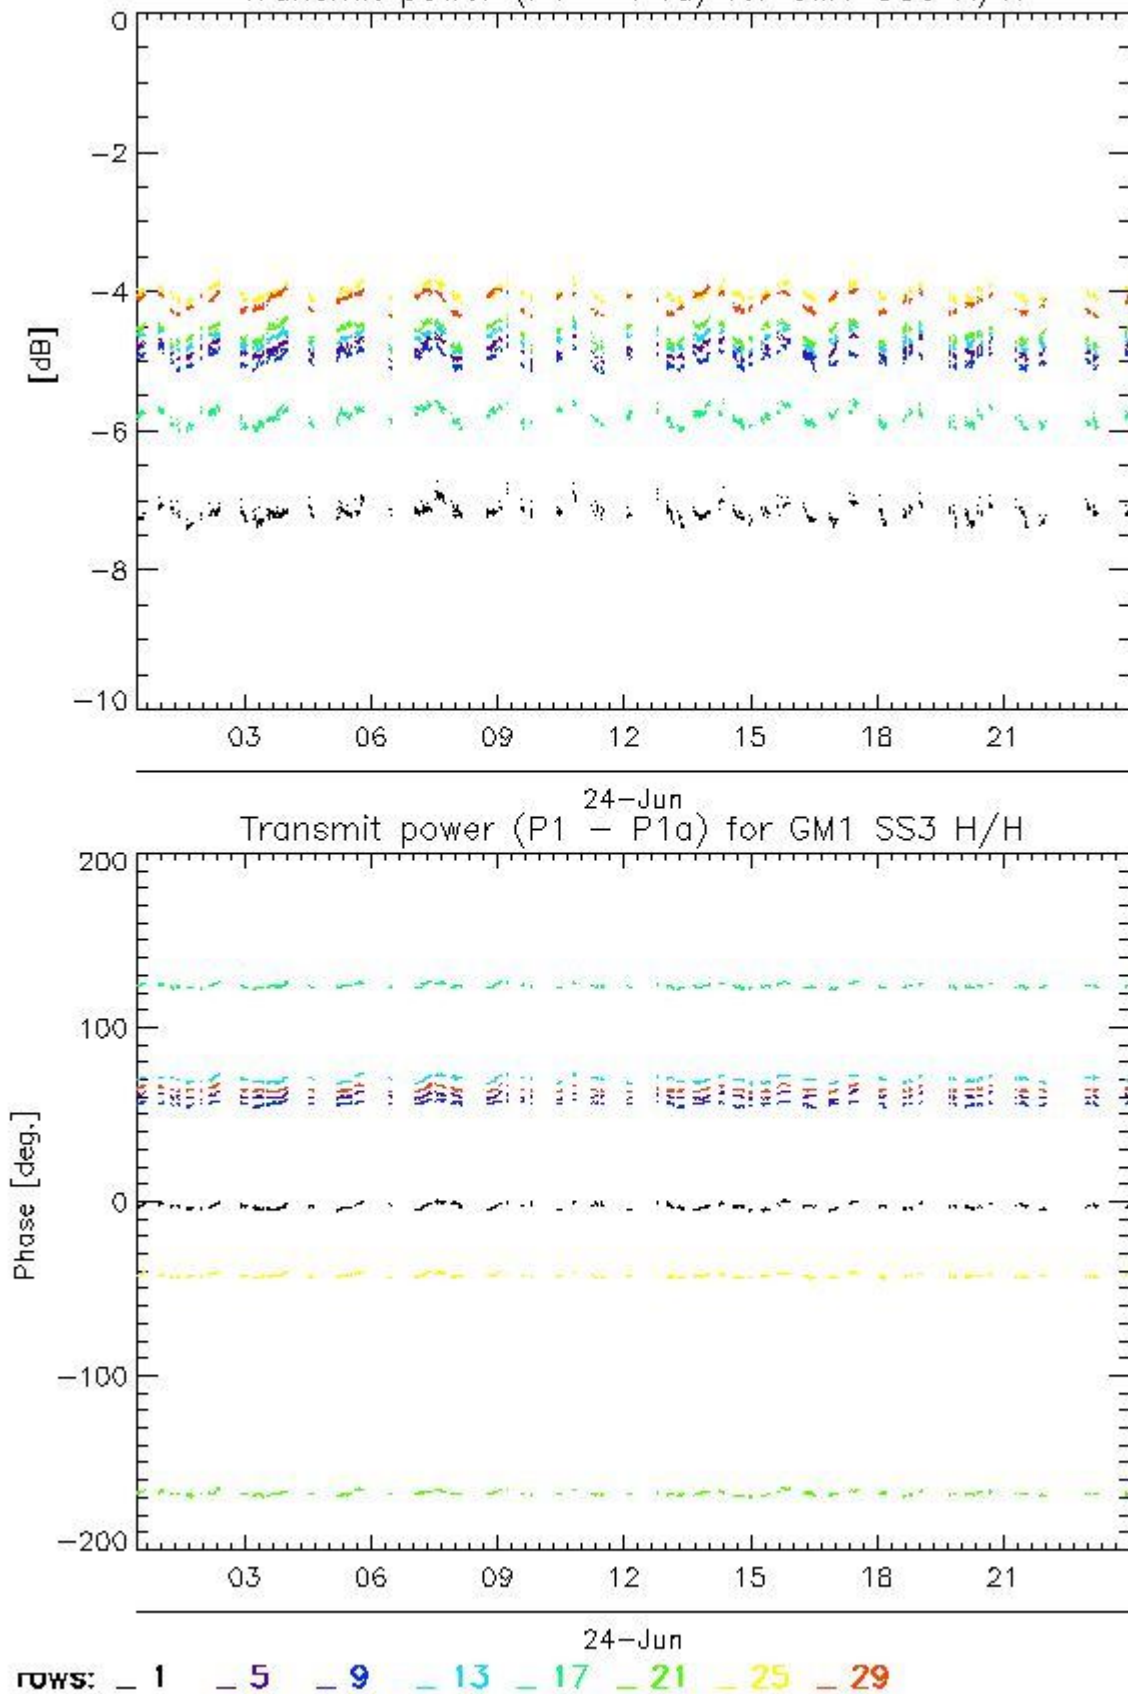 0
-2
-4
-6
-8
-10
[dB]
03 06 09 12 15 18 21
24-Jun
Transmit power (P1 - P1a) for GM1 SS3 H/H
200
100
0
-100
-200
Phase [deg.]
03 06 09 12 15 18 21
24-Jun
rows: _ 1 _ 5 _ 9 _ 13 _ 17 _ 21 _ 25 _ 29